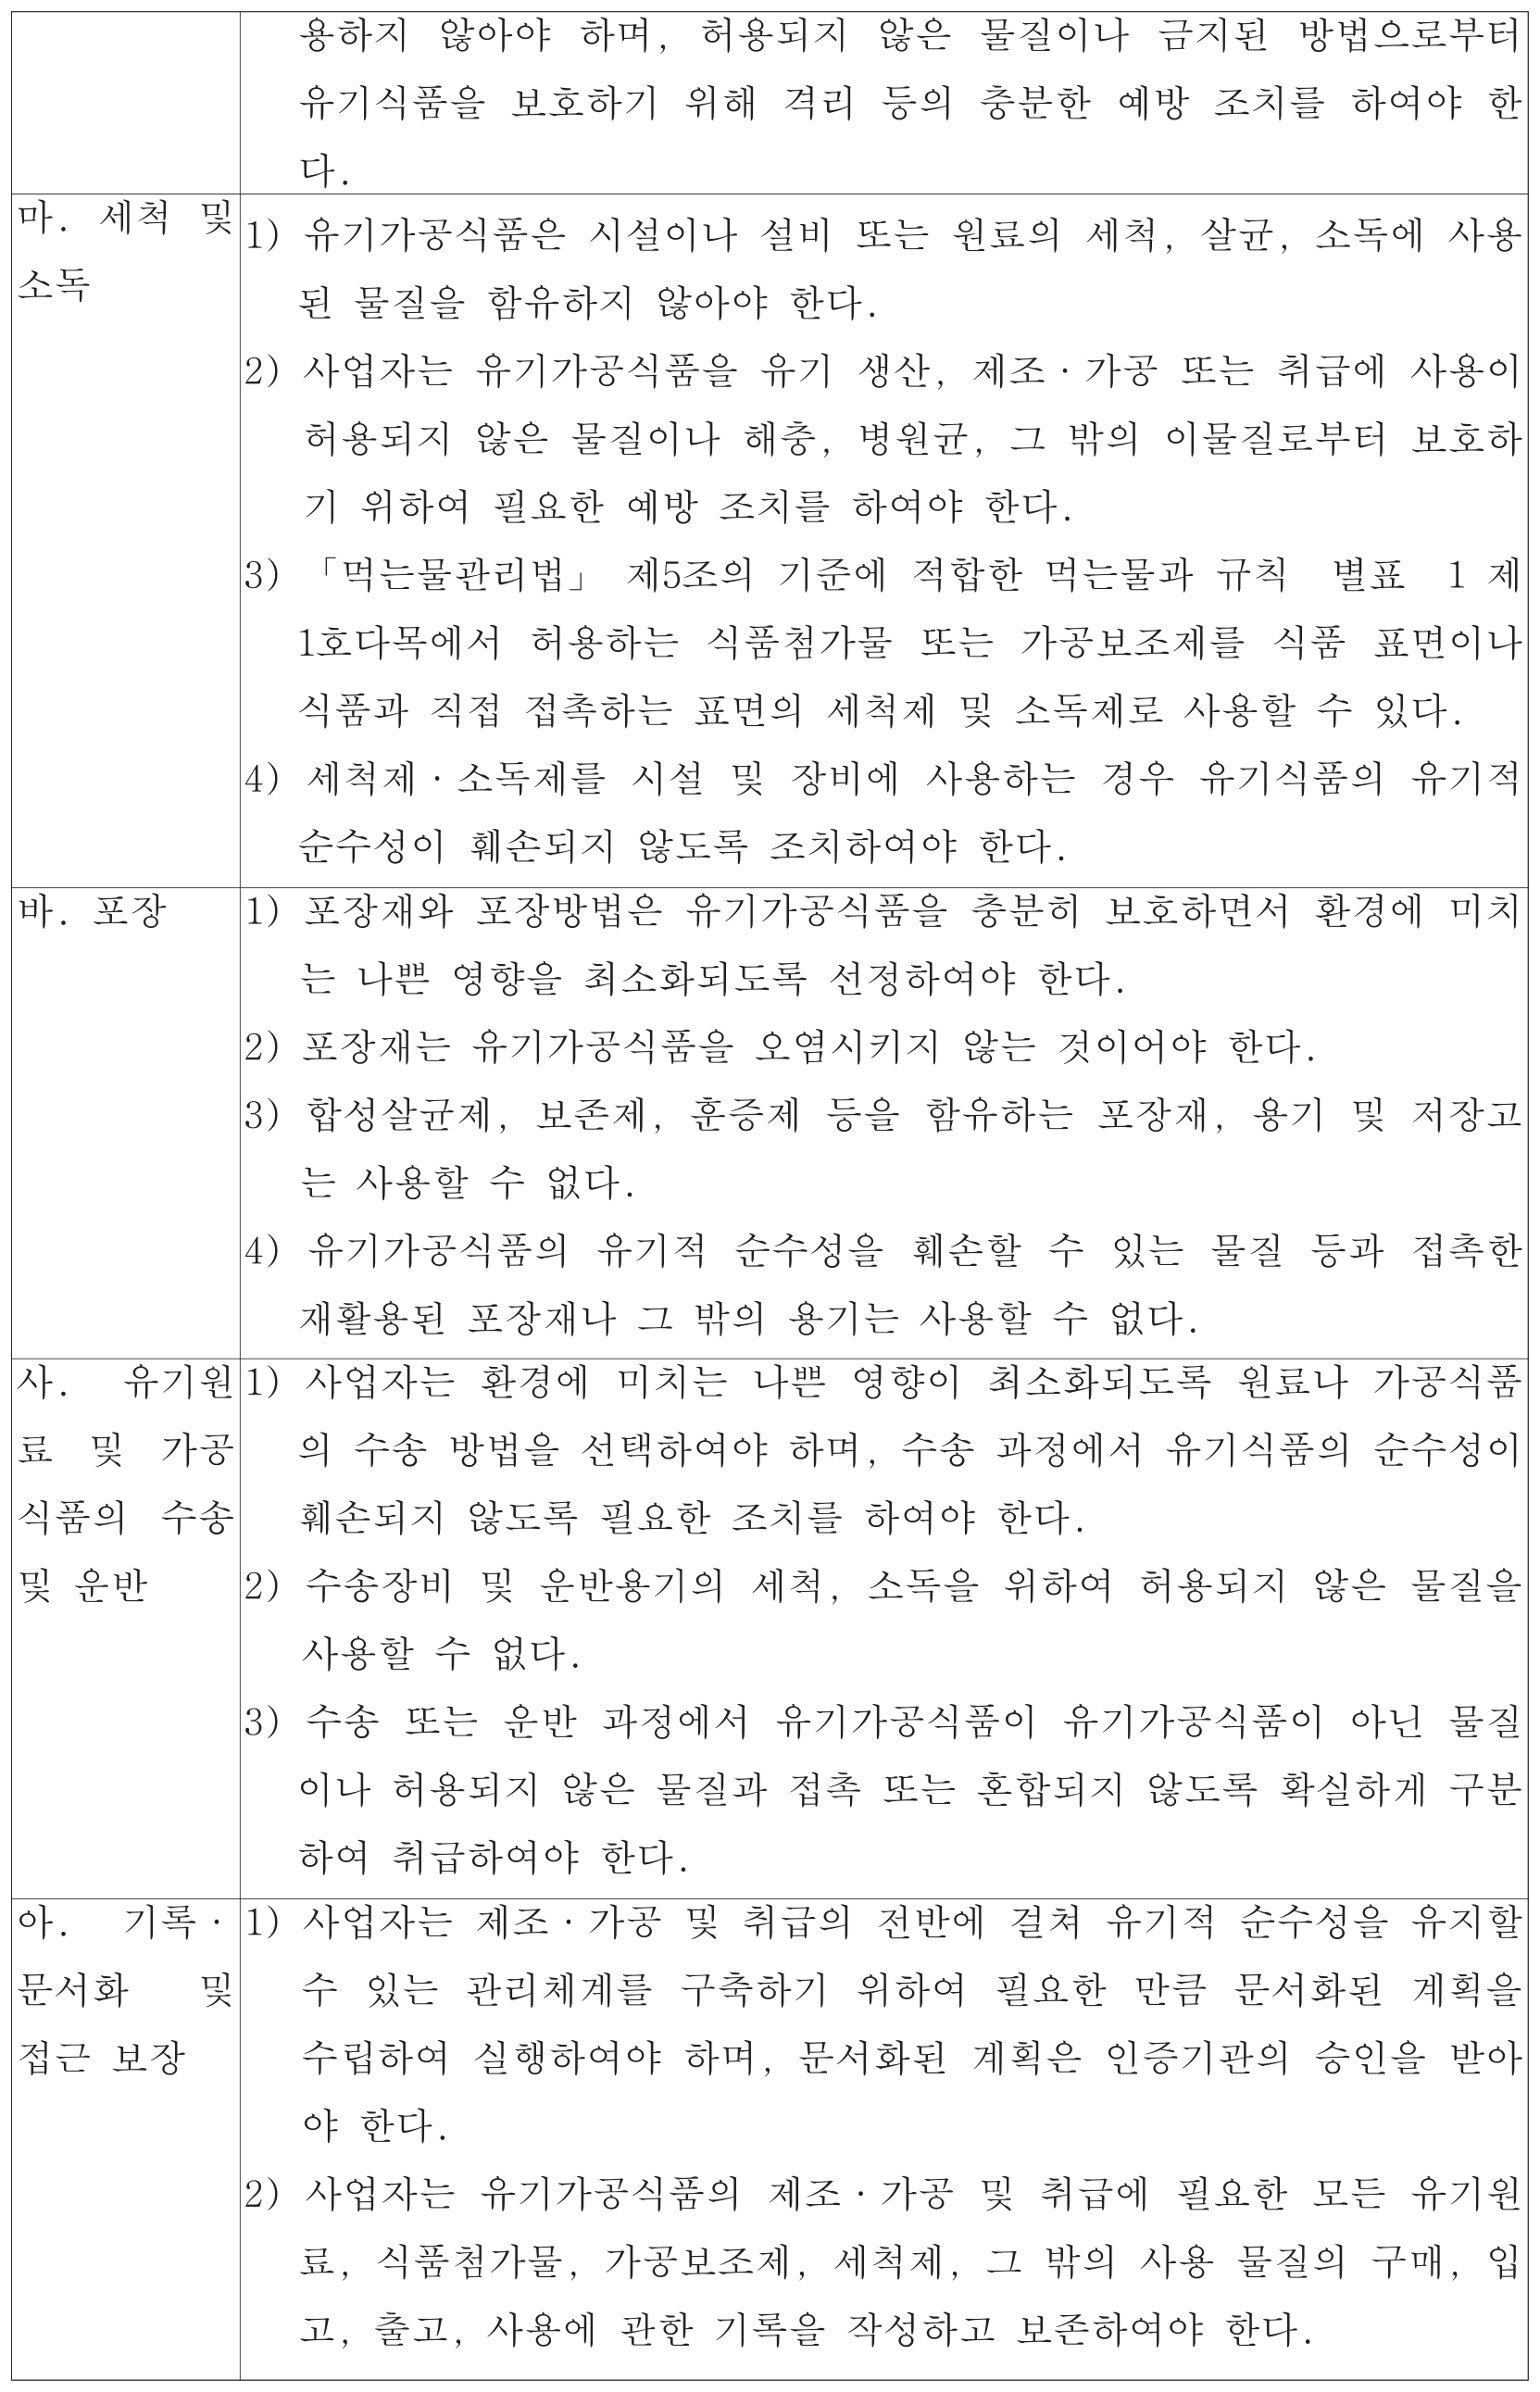 용하지 않아야 하며, 허용되지 않은 물질이나 금지된 방법으로부터
유기식품을 보호하기 위해 격리 등의 충분한 예방 조치를 하여야 한
다.
마. 세척 및
소독
1) 유기가공식품은 시설이나 설비 또는 원료의 세척, 살균, 소독에 사용
된 물질을 함유하지 않아야 한다.
2) 사업자는 유기가공식품을 유기 생산, 제조·가공 또는 취급에 사용이
허용되지 않은 물질이나 해충, 병원균, 그 밖의 이물질로부터 보호하
기 위하여 필요한 예방 조치를 하여야 한다.
3) 「먹는물관리법」 제5조의 기준에 적합한 먹는물과 규칙 별표 1 제
1호다목에서 허용하는 식품첨가물 또는 가공보조제를 식품 표면이나
식품과 직접 접촉하는 표면의 세척제 및 소독제로 사용할 수 있다.
4) 세척제·소독제를 시설 및 장비에 사용하는 경우 유기식품의 유기적
순수성이 훼손되지 않도록 조치하여야 한다.
바. 포장
1) 포장재와 포장방법은 유기가공식품을 충분히 보호하면서 환경에 미치
는 나쁜 영향을 최소화되도록 선정하여야 한다.
2) 포장재는 유기가공식품을 오염시키지 않는 것이어야 한다.
3) 합성살균제, 보존제, 훈증제 등을 함유하는 포장재, 용기 및 저장고
는 사용할 수 없다.
4) 유기가공식품의 유기적 순수성을 훼손할 수 있는 물질 등과 접촉한
재활용된 포장재나 그 밖의 용기는 사용할 수 없다.
사. 유기원
료 및 가공
식품의 수송
및 운반
1) 사업자는 환경에 미치는 나쁜 영향이 최소화되도록 원료나 가공식품
의 수송 방법을 선택하여야 하며, 수송 과정에서 유기식품의 순수성이
훼손되지 않도록 필요한 조치를 하여야 한다.
2) 수송장비 및 운반용기의 세척, 소독을 위하여 허용되지 않은 물질을
사용할 수 없다.
3) 수송 또는 운반 과정에서 유기가공식품이 유기가공식품이 아닌 물질
이나 허용되지 않은 물질과 접촉 또는 혼합되지 않도록 확실하게 구분
하여 취급하여야 한다.
아. 기록·
문서화 및
접근 보장
1) 사업자는 제조·가공 및 취급의 전반에 걸쳐 유기적 순수성을 유지할
수 있는 관리체계를 구축하기 위하여 필요한 만큼 문서화된 계획을
수립하여 실행하여야 하며, 문서화된 계획은 인증기관의 승인을 받아
야 한다.
2) 사업자는 유기가공식품의 제조·가공 및 취급에 필요한 모든 유기원
료, 식품첨가물, 가공보조제, 세척제, 그 밖의 사용 물질의 구매, 입
고, 출고, 사용에 관한 기록을 작성하고 보존하여야 한다.